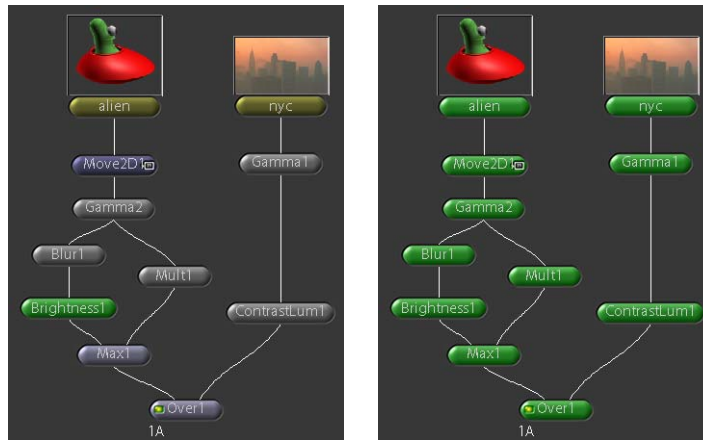 alien
nyc
Move2D1
Gamma1
Gamma2
Blur1
Mult1
Brightness1
ContrastLum1
Max1
Over1
1A
alien
nyc
Move2D1
Gamma1
Gamma2
Blur1
Mult1
Brightness1
ContrastLum1
Max1
Over1
1A